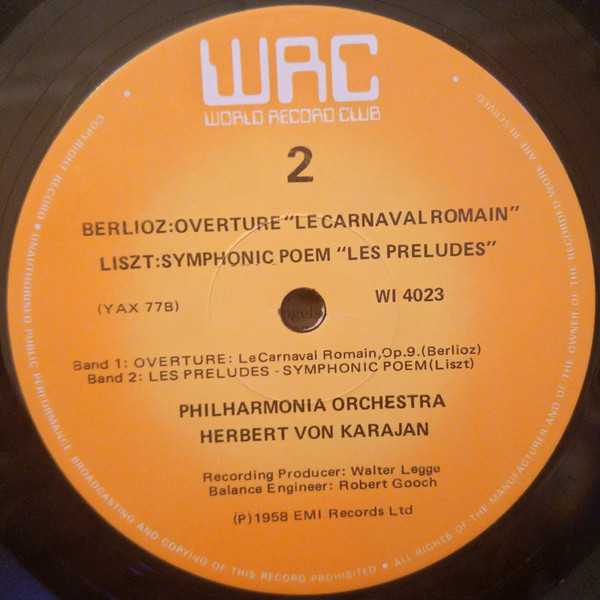 WRC
WORLD RECORD CLUB
2
BERLIOZ:OVERTURE "LE CARNAVAL ROMAIN"
LISZT:SYMPHONIC POEM "LES PRELUDES"
(YAX 77B)
WI 4023
Band 1: OVERTURE: Le Carnaval Romain,Op.9.(Berlioz)
Band 2: LES PRELUDES - SYMPHONIC POEM(Liszt)
PHILHARMONIA ORCHESTRA
HERBERT VON KARAJAN
Recording Producer: Walter Legge
Balance Engineer: Robert Gooch
(P)1958 EMI Records Ltd
COPYRIGHT RECORD • UNAUTHORISED PUBLIC PERFORMANCE BROADCASTING AND COPYING OF THIS RECORD PROHIBITED • ALL RIGHTS OF THE MANUFACTURER AND OF THE OWNER OF THE RECORDED WORK ARE RESERVED